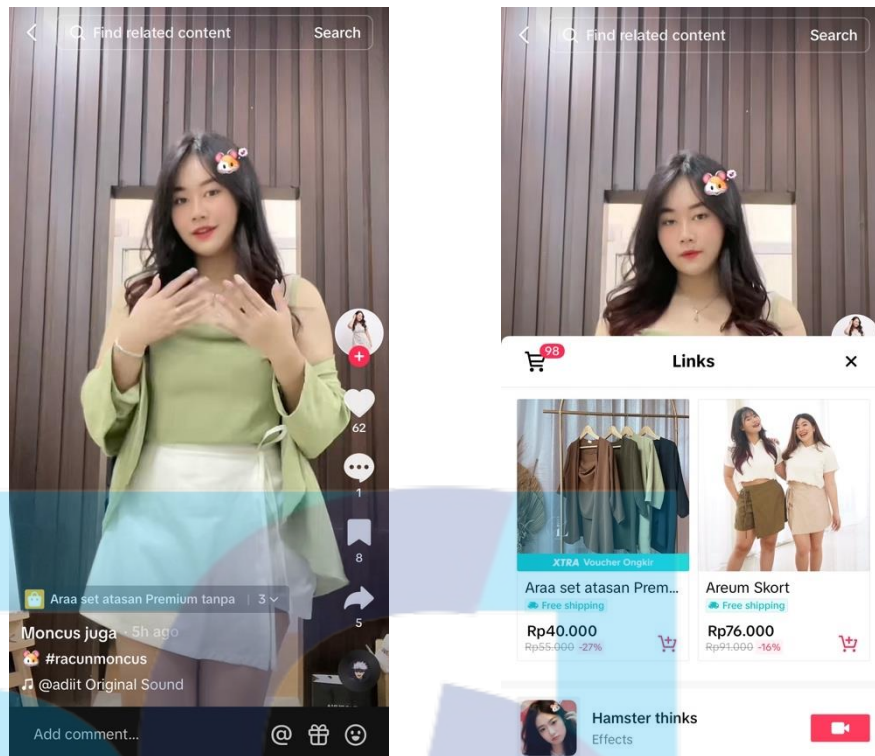 Find related content
Search
62
1
8
Araa set atasan Premium tanpa | 3
5
Moncus juga · 5h ago
#racunmoncus
@adiit Original Sound
Add comment...
Find related content
Search
98
Links
XTRA Voucher Ongkir
Araa set atasan Prem...
Free shipping
Rp40.000
Rp55.000 -27%
Areum Skort
Free shipping
Rp76.000
Rp91.000 -16%
Hamster thinks
Effects